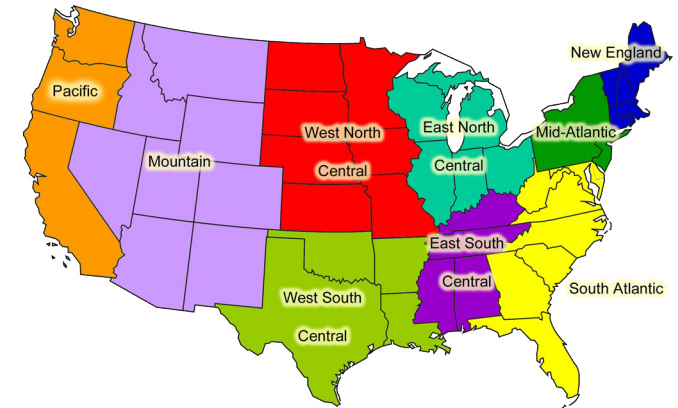 New England
Pacific
West North
Central
East North
Central
Mid-Atlantic
Mountain
East South
Central
South Atlantic
West South
Central